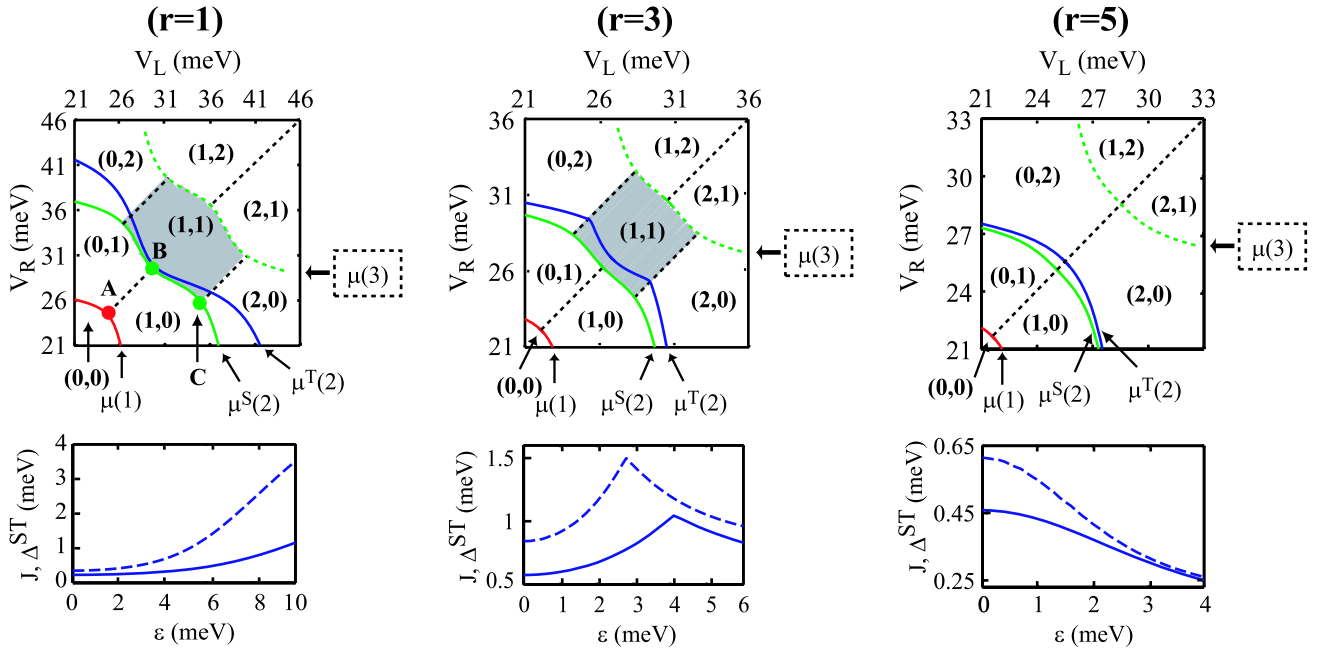 (r=1)
V_L (meV)
21 26 31 36 41 46
46
41
36
31
26
21
V_R (meV)
(0,2)
(1,2)
(1,1)
(2,1)
(0,1)
B
A
(1,0)
(2,0)
C
(0,0)
μ(1)
μ^S(2)
μ^T(2)
μ(3)
(r=3)
V_L (meV)
21 26 31 36
36
31
26
21
V_R (meV)
(0,2)
(1,2)
(2,1)
(1,1)
(0,1)
(1,0)
(2,0)
(0,0)
μ(1)
μ^S(2)
μ^T(2)
μ(3)
(r=5)
V_L (meV)
21 24 27 30 33
33
30
27
24
21
V_R (meV)
(0,2)
(1,2)
(2,1)
(0,1)
(1,0)
(2,0)
(0,0)
μ(1)
μ^S(2)
μ^T(2)
μ(3)
J, Δ^ST (meV)
4
3
2
1
0
0 2 4 6 8 10
ε (meV)
J, Δ^ST (meV)
1.5
1
0.5
0 1 2 3 4 5 6
ε (meV)
J, Δ^ST (meV)
0.65
0.45
0.25
0 1 2 3 4
ε (meV)